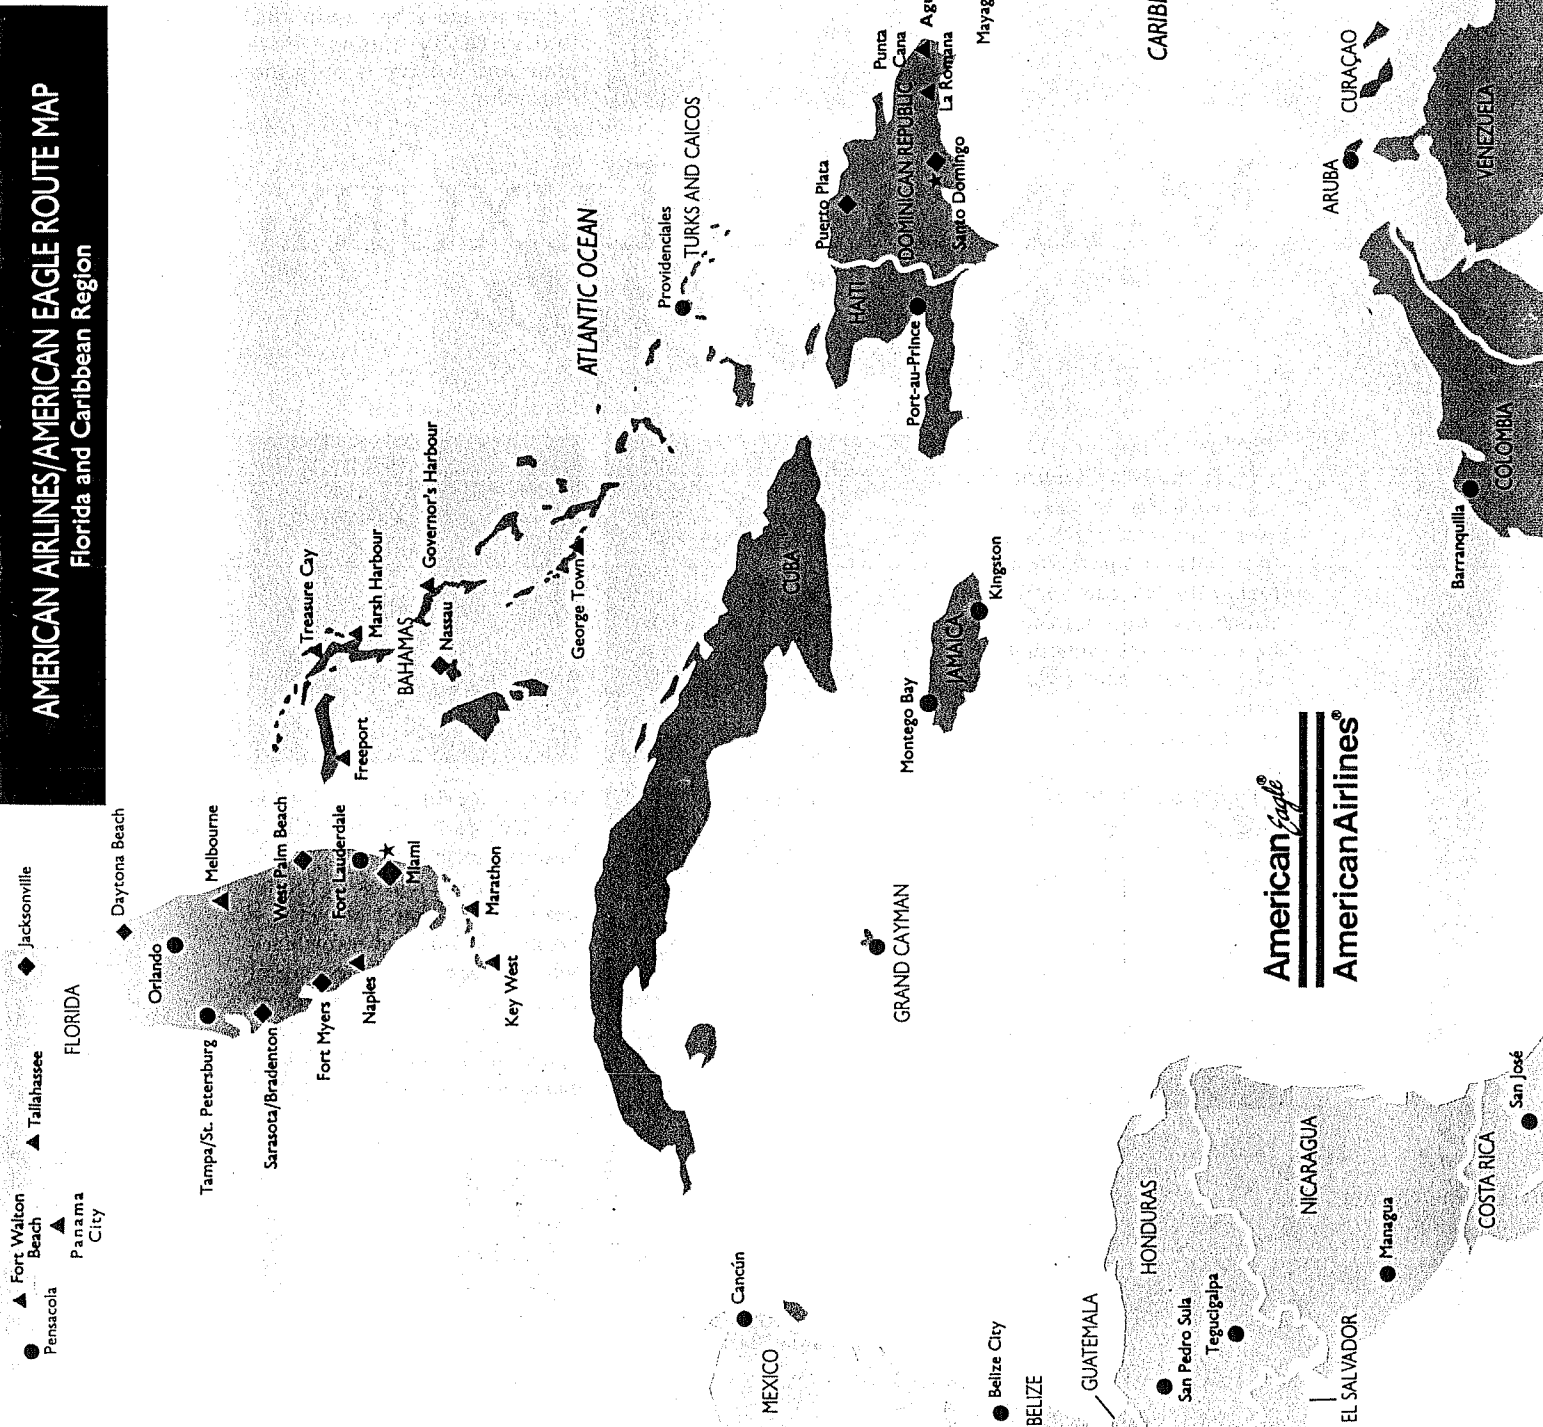 AMERICAN AIRLINES/AMERICAN EAGLE ROUTE MAP
Florida and Caribbean Region
Fort Walton
Beach
Pensacola
Panama
City
Tallahassee
Jacksonville
FLORIDA
Daytona Beach
Orlando
Melbourne
Tampa/St. Petersburg
Sarasota/Bradenton
West Palm Beach
Fort Myers
Fort Lauderdale
Naples
Miami
Marathon
Key West
Freeport
Treasure Cay
Marsh Harbour
BAHAMAS
Nassau
Governor's Harbour
George Town
ATLANTIC OCEAN
Providenciales
TURKS AND CAICOS
CUBA
Puerto Plata
HAITI
DOMINICAN REPUBLIC
Port-au-Prince
Santo Domingo
Punta
Cana
La Romana
Agu
Mayag
Montego Bay
JAMAICA
Kingston
GRAND CAYMAN
Cancún
MEXICO
Belize City
BELIZE
GUATEMALA
HONDURAS
San Pedro Sula
Tegucigalpa
EL SALVADOR
NICARAGUA
Managua
COSTA RICA
San José
CARIB
ARUBA
CURAÇAO
VENEZUELA
COLOMBIA
Barranquilla
American Eagle®
AmericanAirlines®